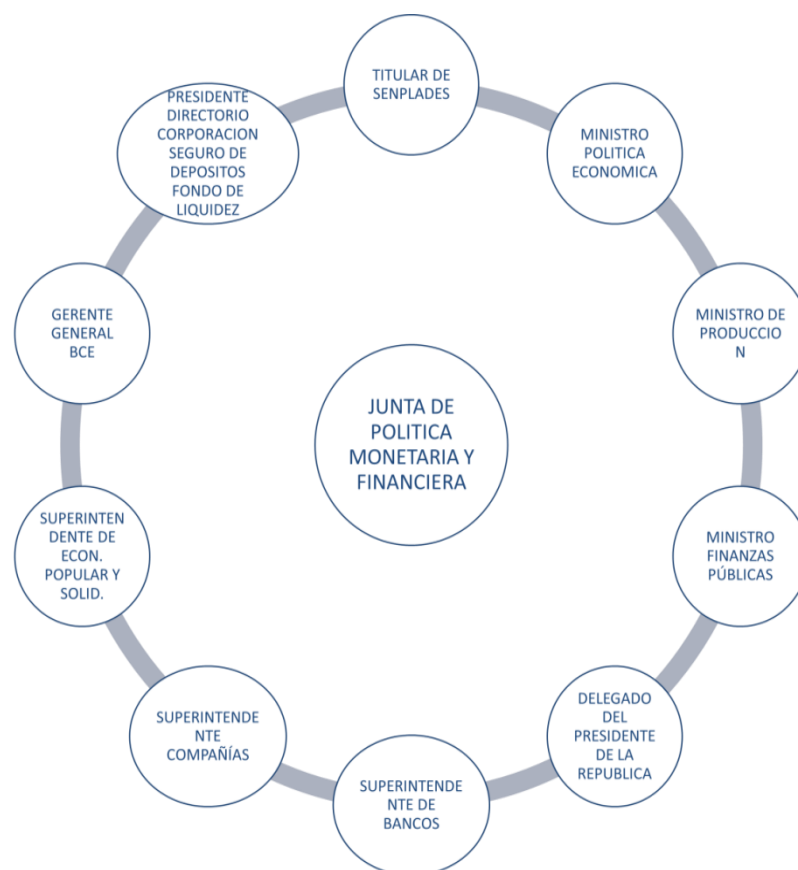 TITULAR DE
SENPLADES
MINISTRO
POLITICA
ECONOMICA
MINISTRO DE
PRODUCCIO
N
MINISTRO
FINANZAS
PÚBLICAS
DELEGADO
DEL
PRESIDENTE
DE LA
REPUBLICA
SUPERINTENDE
NTE DE
BANCOS
SUPERINTENDE
NTE
COMPAÑÍAS
SUPERINTEN
DENTE DE
ECON.
POPULAR Y
SOLID.
GERENTE
GENERAL
BCE
PRESIDENTE
DIRECTORIO
CORPORACION
SEGURO DE
DEPOSITOS
FONDO DE
LIQUIDEZ
JUNTA DE
POLITICA
MONETARIA Y
FINANCIERA